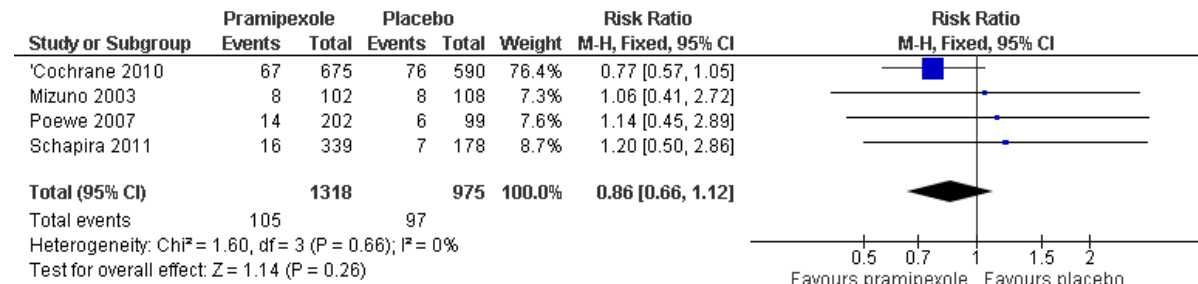 Pramipexole Placebo Risk Ratio Risk Ratio
Study or Subgroup Events Total Events Total Weight M-H, Fixed, 95% CI M-H, Fixed, 95% CI
'Cochrane 2010 67 675 76 590 76.4% 0.77 [0.57, 1.05]
Mizuno 2003 8 102 8 108 7.3% 1.06 [0.41, 2.72]
Poewe 2007 14 202 6 99 7.6% 1.14 [0.45, 2.89]
Schapira 2011 16 339 7 178 8.7% 1.20 [0.50, 2.86]
Total (95% CI) 1318 975 100.0% 0.86 [0.66, 1.12]
Total events 105 97
Heterogeneity: Chi² = 1.60, df = 3 (P = 0.66); I² = 0%
Test for overall effect: Z = 1.14 (P = 0.26)
0.5 0.7 1 1.5 2
Favours pramipexole Favours placebo